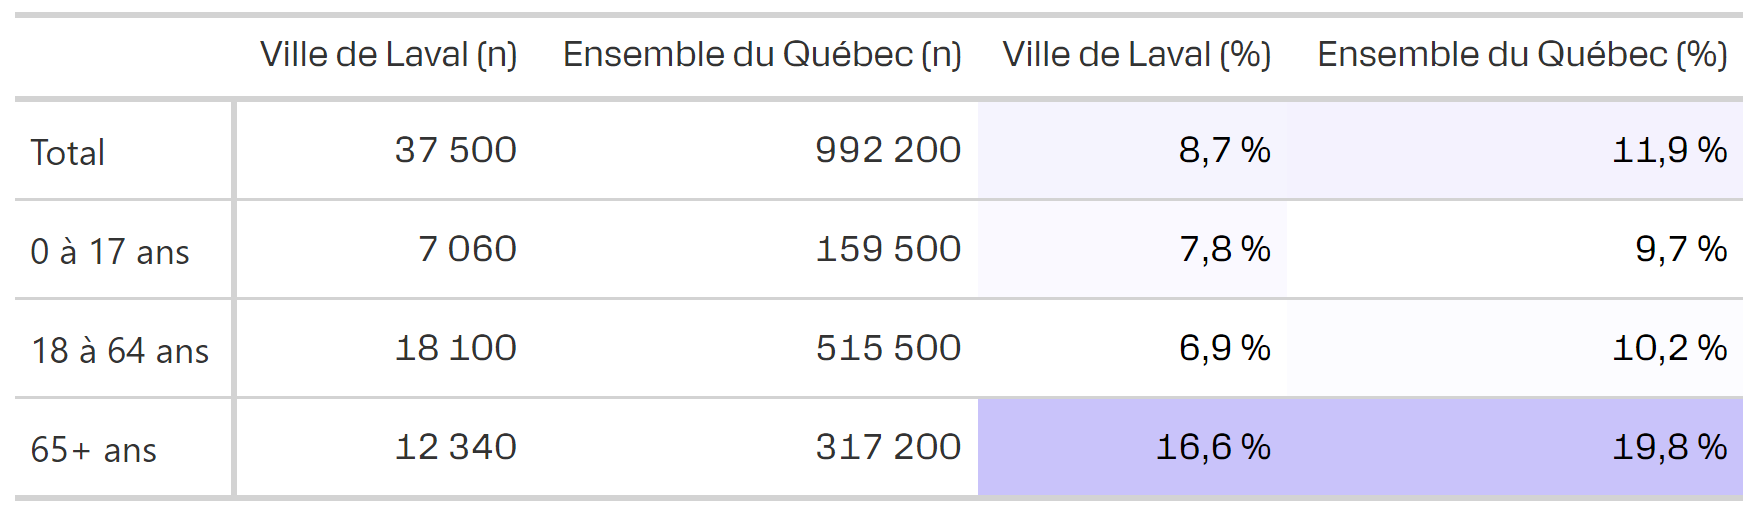 Ville de Laval (n) Ensemble du Québec (n) Ville de Laval (%) Ensemble du Québec (%)
Total 37 500 992 200 8,7 % 11,9 %
0 à 17 ans 7 060 159 500 7,8 % 9,7 %
18 à 64 ans 18 100 515 500 6,9 % 10,2 %
65+ ans 12 340 317 200 16,6 % 19,8 %